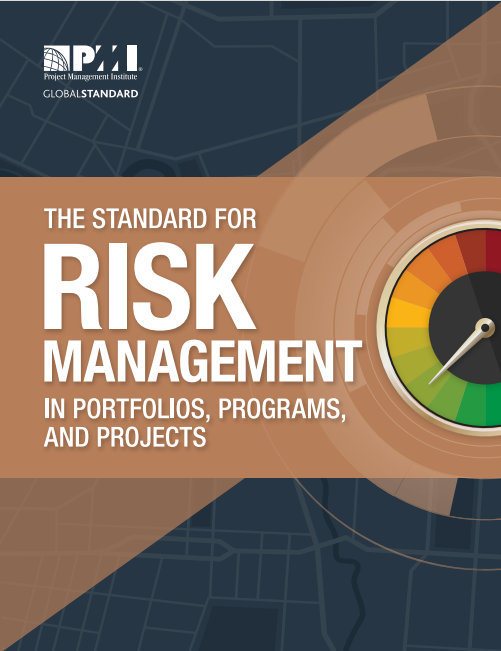 PMI
Project Management Institute
GLOBALSTANDARD
THE STANDARD FOR
RISK
MANAGEMENT
IN PORTFOLIOS, PROGRAMS,
AND PROJECTS